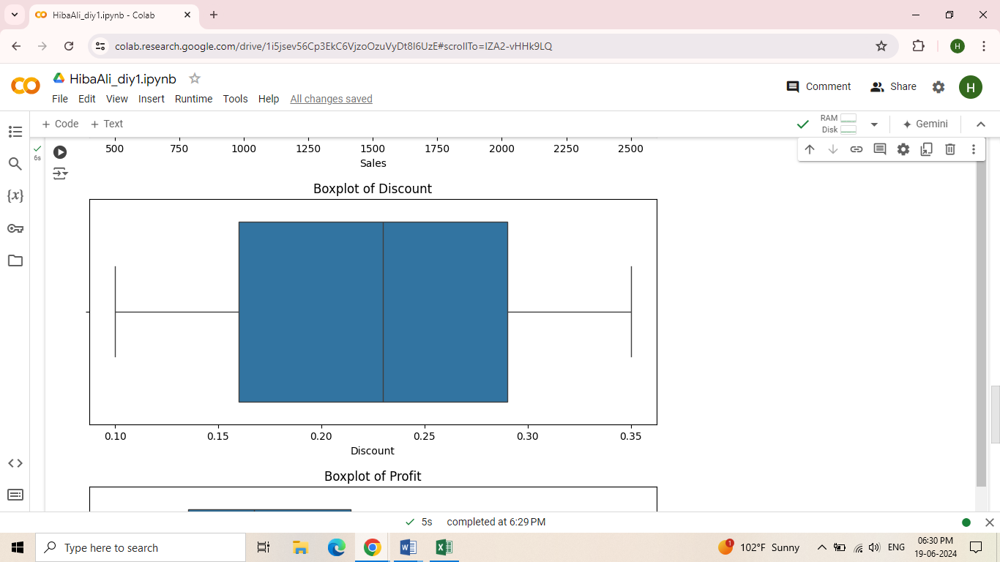 HibaAli_diy1.ipynb - Colab
colab.research.google.com/drive/1i5jsev56Cp3EkC6VjzoOzuVyDt8I6UzE#scrollTo=IZA2-vHHk9LQ
H
HibaAli_diy1.ipynb
File Edit View Insert Runtime Tools Help All changes saved
Comment Share H
+ Code + Text
RAM
Disk
Gemini
6s
500 750 1000 1250 1500 1750 2000 2250 2500
Sales
{x}
Boxplot of Discount
0.10 0.15 0.20 0.25 0.30 0.35
Discount
Boxplot of Profit
5s completed at 6:29 PM
Type here to search
W
X
1
102°F Sunny
ENG
06:30 PM
19-06-2024